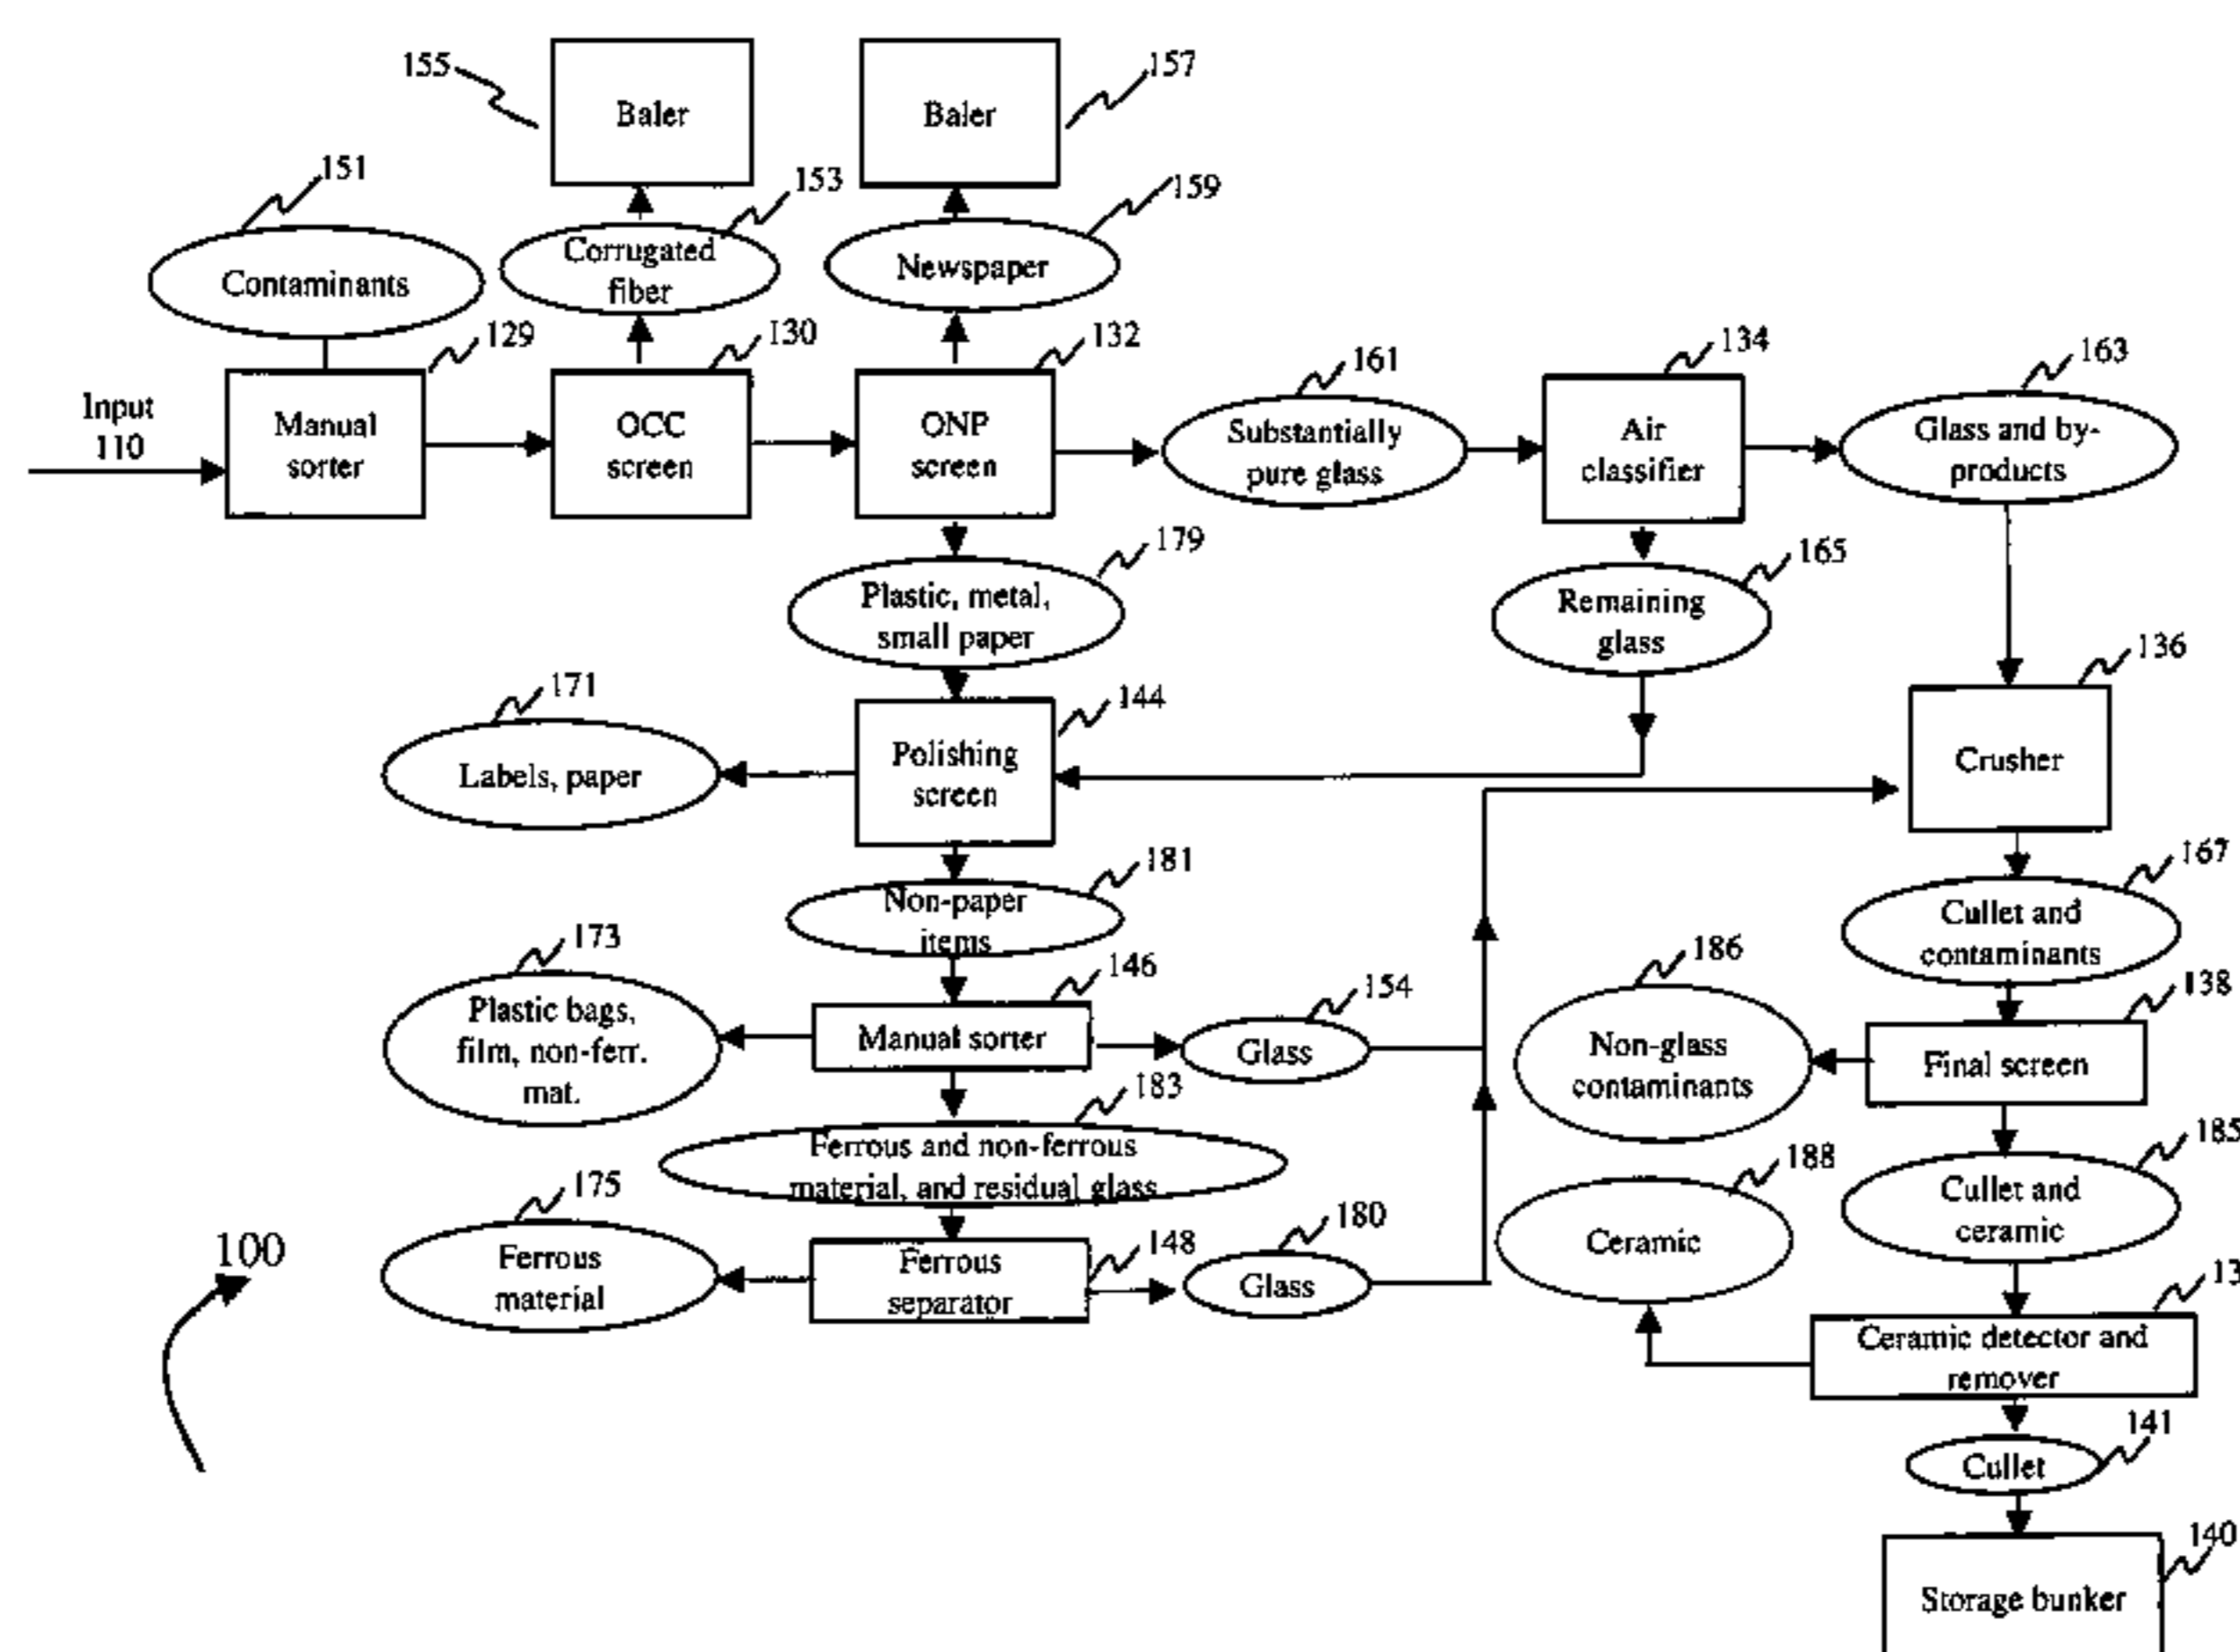 155
Baler
Baler
157
151
153
159
Contaminants
Corrugated
fiber
Newspaper
129
130
132
161
134
163
Input
110
Manual
sorter
OCC
screen
ONP
screen
Substantially
pure glass
Air
classifier
Glass and by-
products
179
165
Plastic, metal,
small paper
Remaining
glass
136
171
144
Labels, paper
Polishing
screen
Crusher
181
167
Non-paper
items
Cullet and
contaminants
173
146
154
186
138
Plastic bags,
film, non-ferr.
mat.
Manual sorter
Glass
Non-glass
contaminants
Final screen
183
185
Ferrous and non-ferrous
material, and residual glass
188
Cullet and
ceramic
175
180
100
Ferrous
material
148
Ferrous
separator
Glass
Ceramic
13
Ceramic detector and
remover
141
Cullet
140
Storage bunker